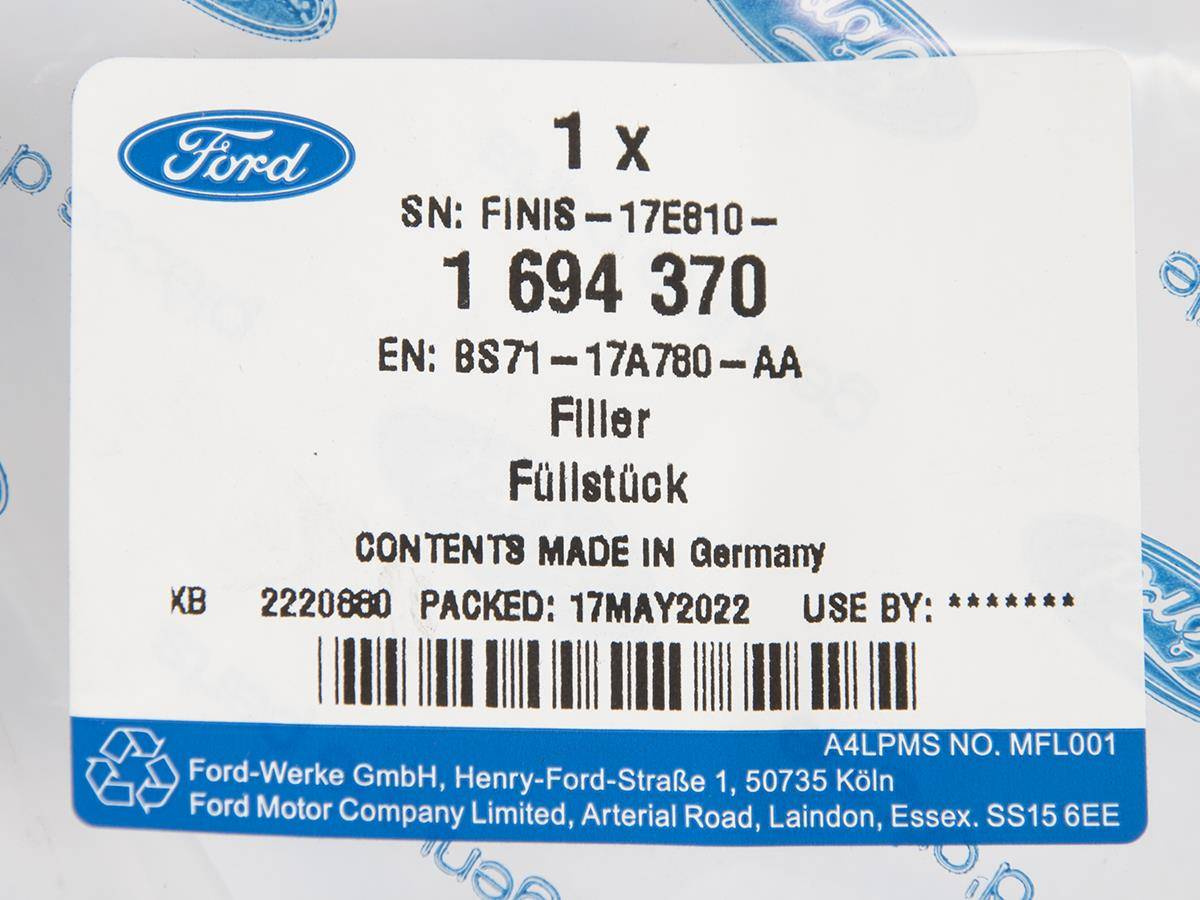 Ford
1 x
SN: FINIS-17E810-
1 694 370
EN: BS71-17A780-AA
Filler
Füllstück
CONTENTS MADE IN Germany
KB 2220880 PACKED: 17MAY2022 USE BY: *******
A4LPMS NO. MFL001
Ford-Werke GmbH, Henry-Ford-Straße 1, 50735 Köln
Ford Motor Company Limited, Arterial Road, Laindon, Essex. SS15 6EE